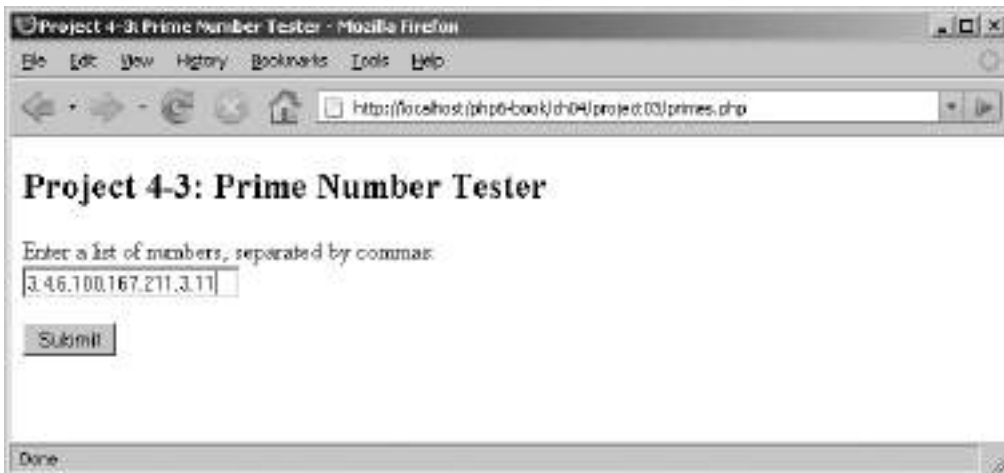 Project 4-3: Prime Number Tester - Mozilla Firefox
File Edit View History Bookmarks Tools Help
http://localhost/php6-book/ch04/project03/primes.php
Project 4-3: Prime Number Tester
Enter a list of numbers, separated by commas:
3,4,6,100,167,211,3,11
Submit
Done